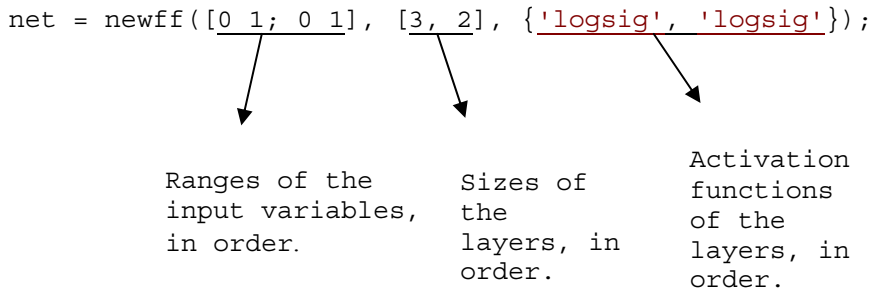 net = newff([0 1; 0 1], [3, 2], {'logsig', 'logsig'});
Ranges of the
input variables,
in order.
Sizes of
the
layers, in
order.
Activation
functions
of the
layers, in
order.